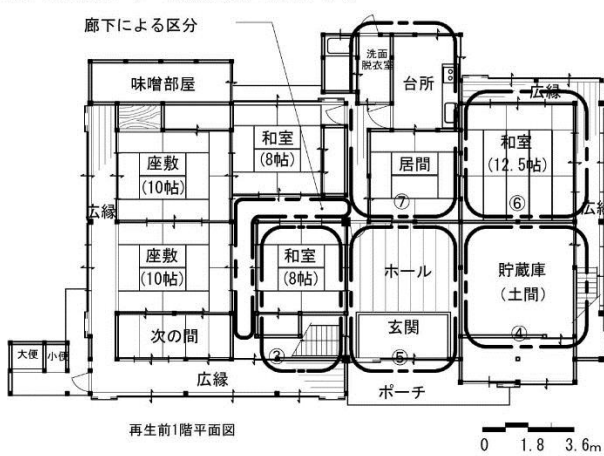 廊下による区分
洗面
脱衣室
台所
味噌部屋
広縁
和室
(8帖)
座敷
(10帖)
居間
和室
(12.5帖)
広縁
広縁
⑦
⑥
座敷
(10帖)
和室
(8帖)
ホール
貯蔵庫
(土間)
次の間
玄関
④
大便
小便
③
⑤
広縁
ポーチ
再生前1階平面図
0 1.8 3.6m